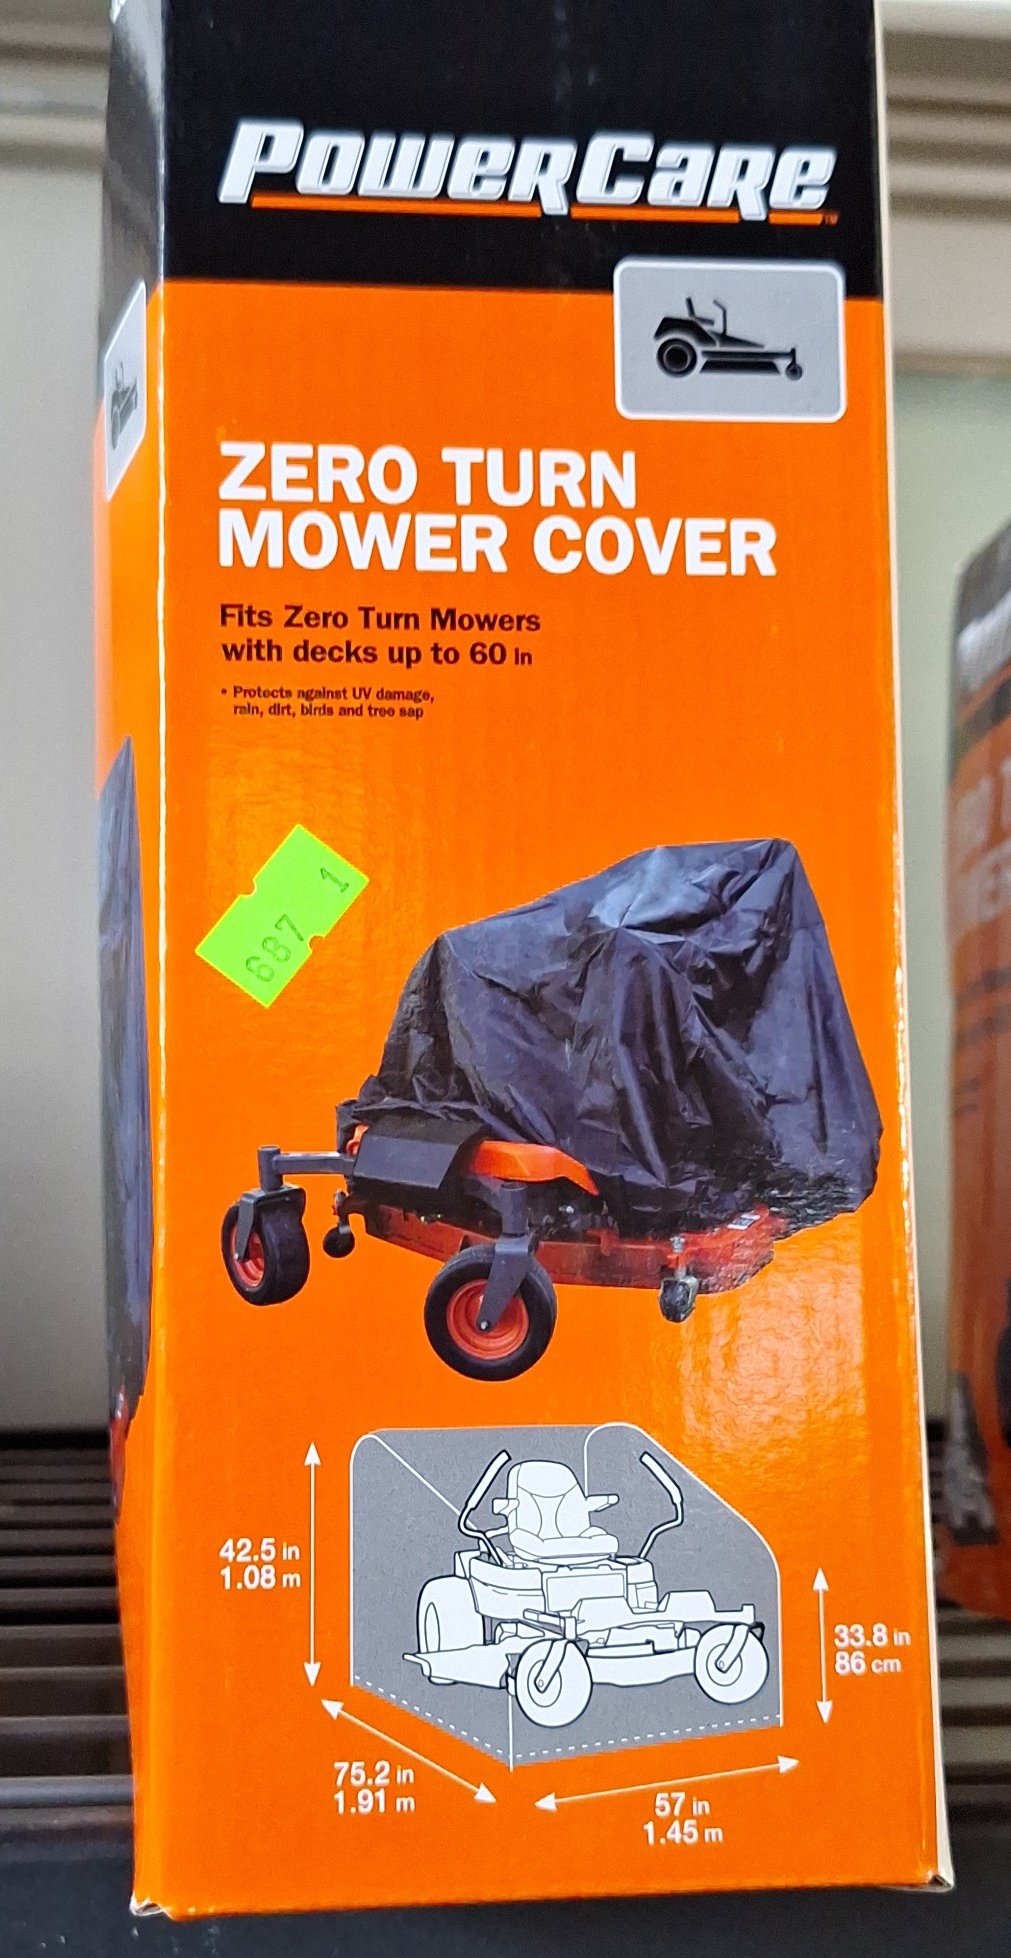 PowerCare
ZERO TURN
MOWER COVER
Fits Zero Turn Mowers
with decks up to 60 in
• Protects against UV damage,
rain, dirt, birds and tree sap
1
687
42.5 in
1.08 m
33.8 in
86 cm
75.2 in
1.91 m
57 in
1.45 m